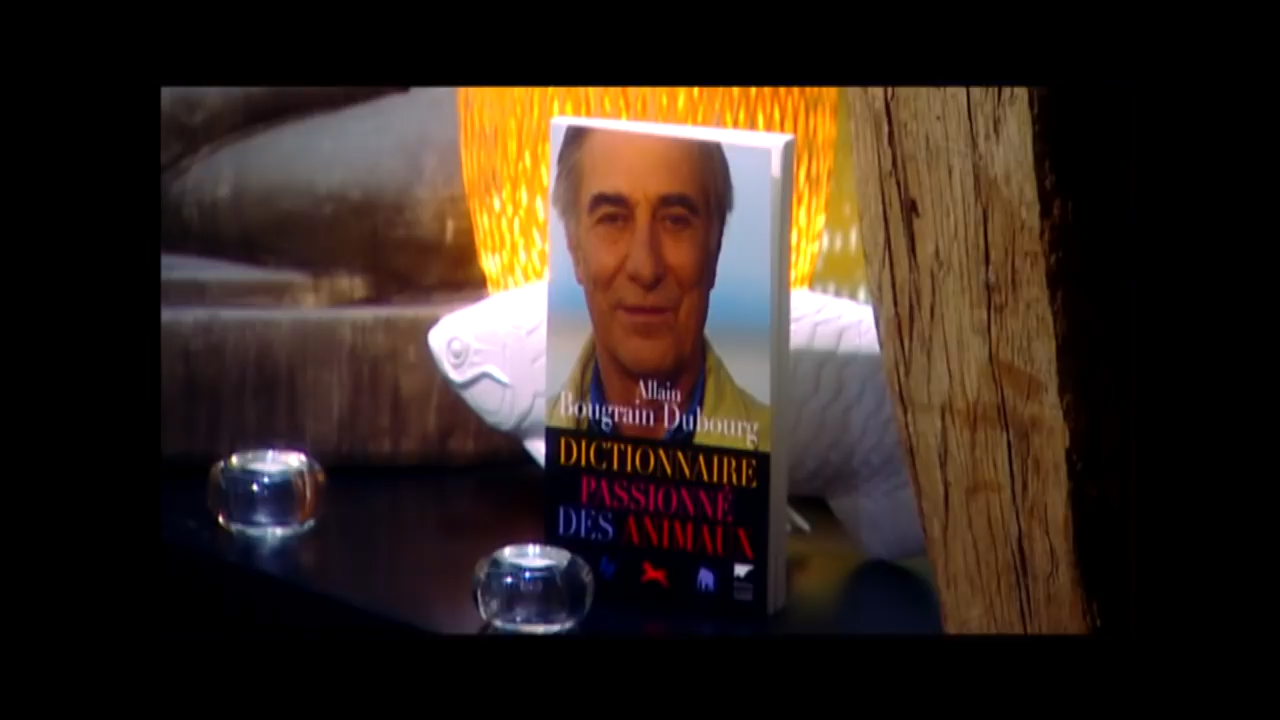 Allain
Bougrain Dubourg
DICTIONNAIRE
PASSIONNÉ
DES ANIMAUX